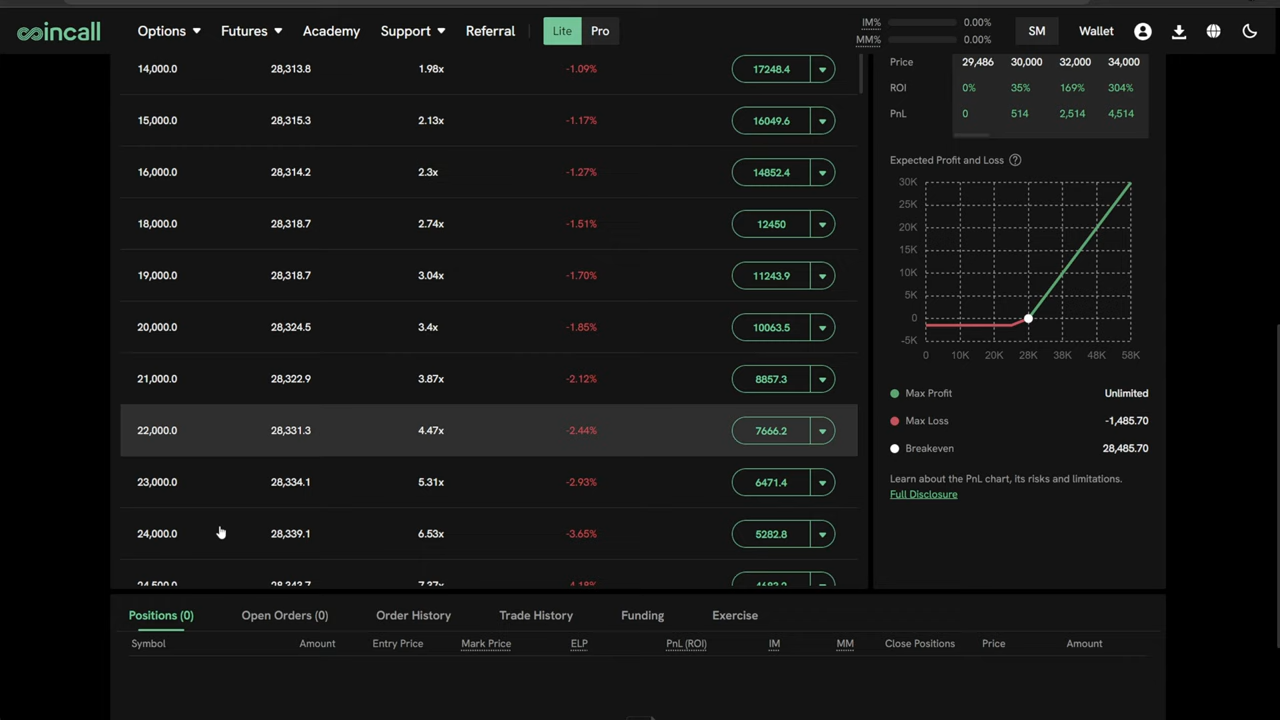 coincall Options Futures Academy Support Referral Lite Pro IM% 0.00% MM% 0.00% SM Wallet
14,000.0 28,313.8 1.98x -1.09% 17248.4
15,000.0 28,315.3 2.13x -1.17% 16049.6
16,000.0 28,314.2 2.3x -1.27% 14852.4
18,000.0 28,318.7 2.74x -1.51% 12450
19,000.0 28,318.7 3.04x -1.70% 11243.9
20,000.0 28,324.5 3.4x -1.85% 10063.5
21,000.0 28,322.9 3.87x -2.12% 8857.3
22,000.0 28,331.3 4.47x -2.44% 7666.2
23,000.0 28,334.1 5.31x -2.93% 6471.4
24,000.0 28,339.1 6.53x -3.65% 5282.8
Price 29,486 30,000 32,000 34,000
ROI 0% 35% 169% 304%
PnL 0 514 2,514 4,514
Expected Profit and Loss ?
30K
25K
20K
15K
10K
5K
0
-5K
0 10K 20K 28K 38K 48K 58K
Max Profit Unlimited
Max Loss -1,485.70
Breakeven 28,485.70
Learn about the PnL chart, its risks and limitations.
Full Disclosure
Positions (0) Open Orders (0) Order History Trade History Funding Exercise
Symbol Amount Entry Price Mark Price ELP PnL (ROI) IM MM Close Positions Price Amount